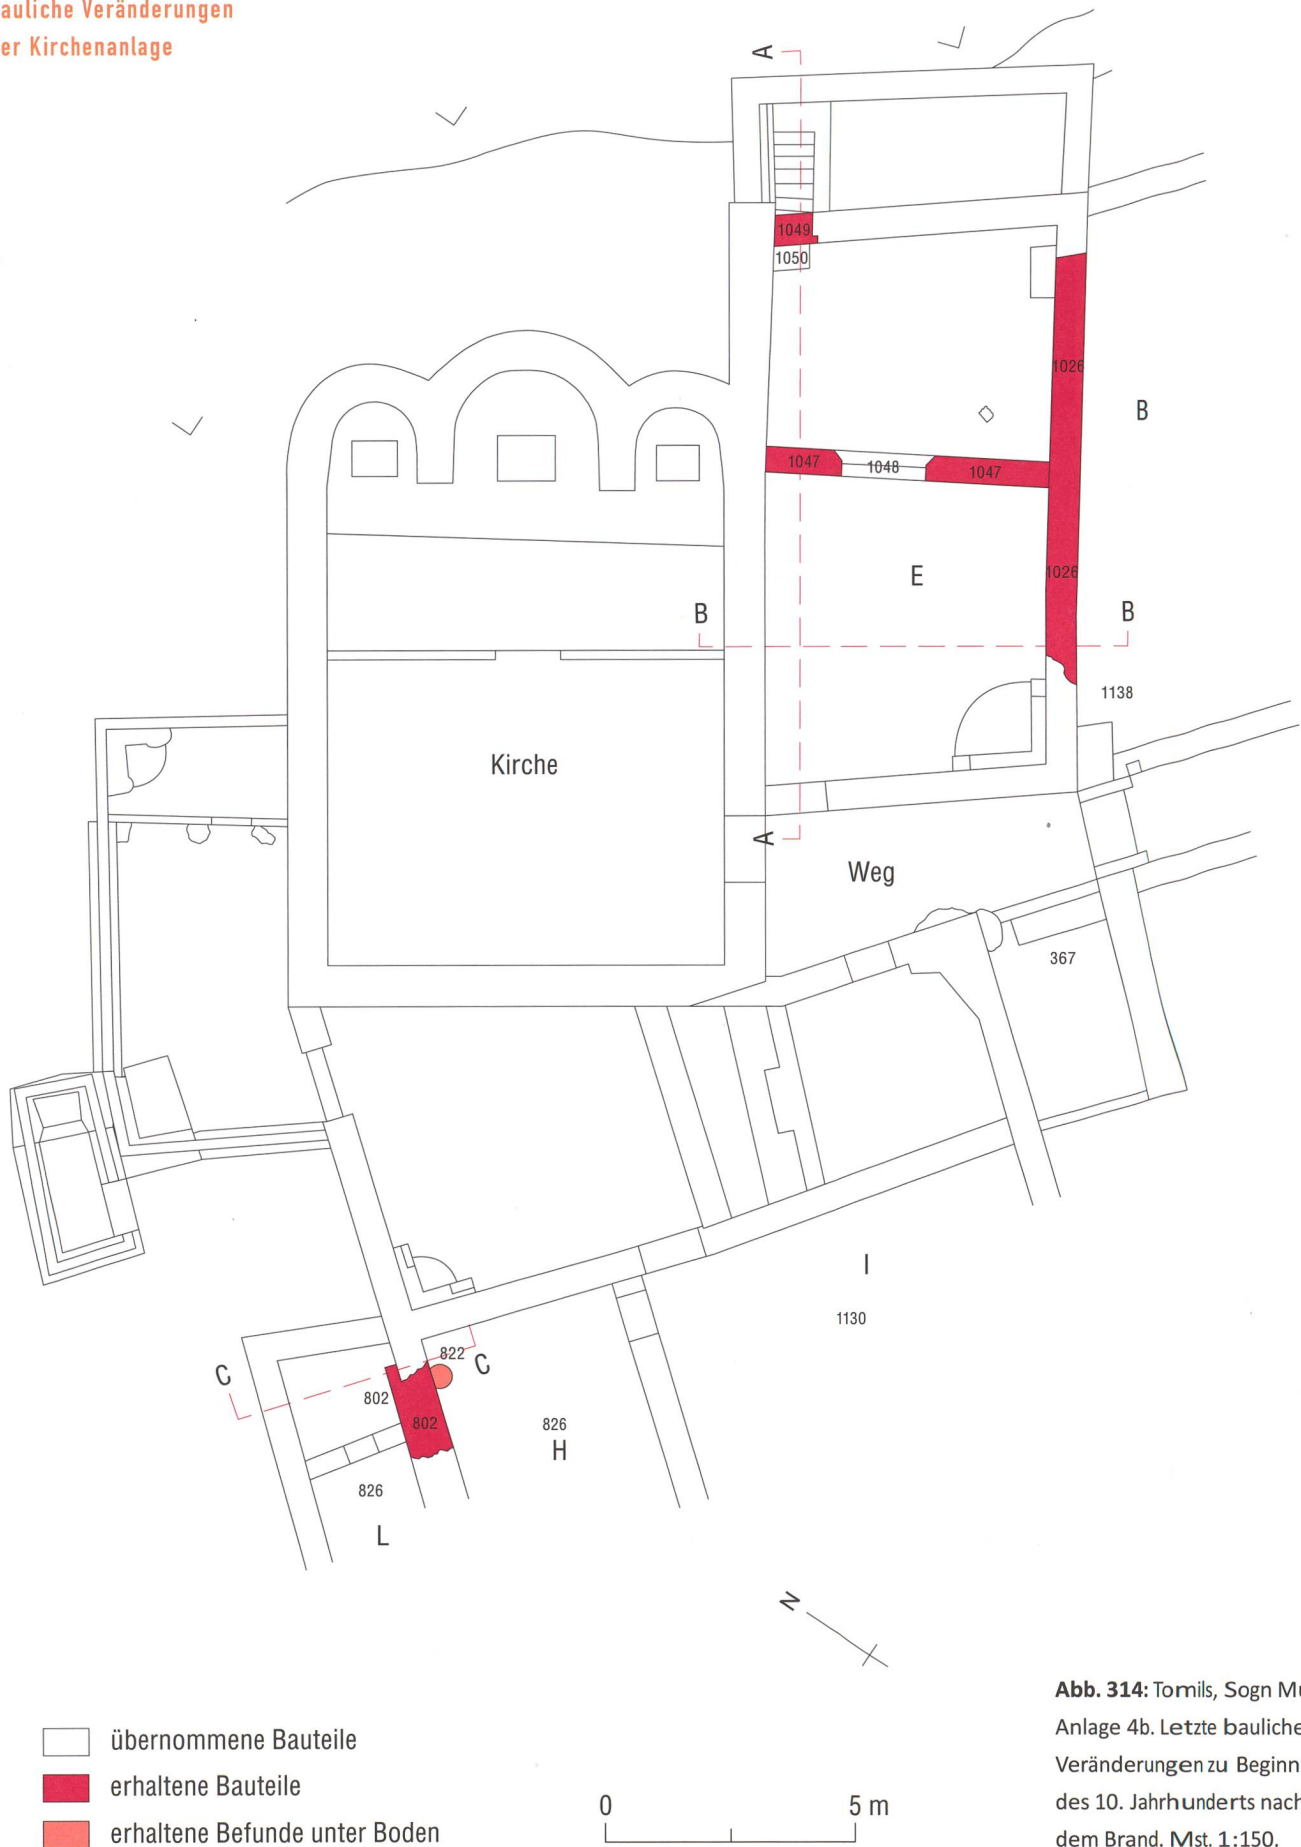 auliche Veränderungen
er Kirchenanlage
A
1049
1050
1026
B
1047
1048
1047
E
1026
B
B
1138
Kirche
A
Weg
367
I
1130
822
C
C
802
802
826
H
826
L
N
Abb. 314: Tomils, Sogn Mu
Anlage 4b. Letzte bauliche
Veränderungen zu Beginn
des 10. Jahrhunderts nach
dem Brand. Mst. 1:150.
übernommene Bauteile
erhaltene Bauteile
erhaltene Befunde unter Boden
0 5 m